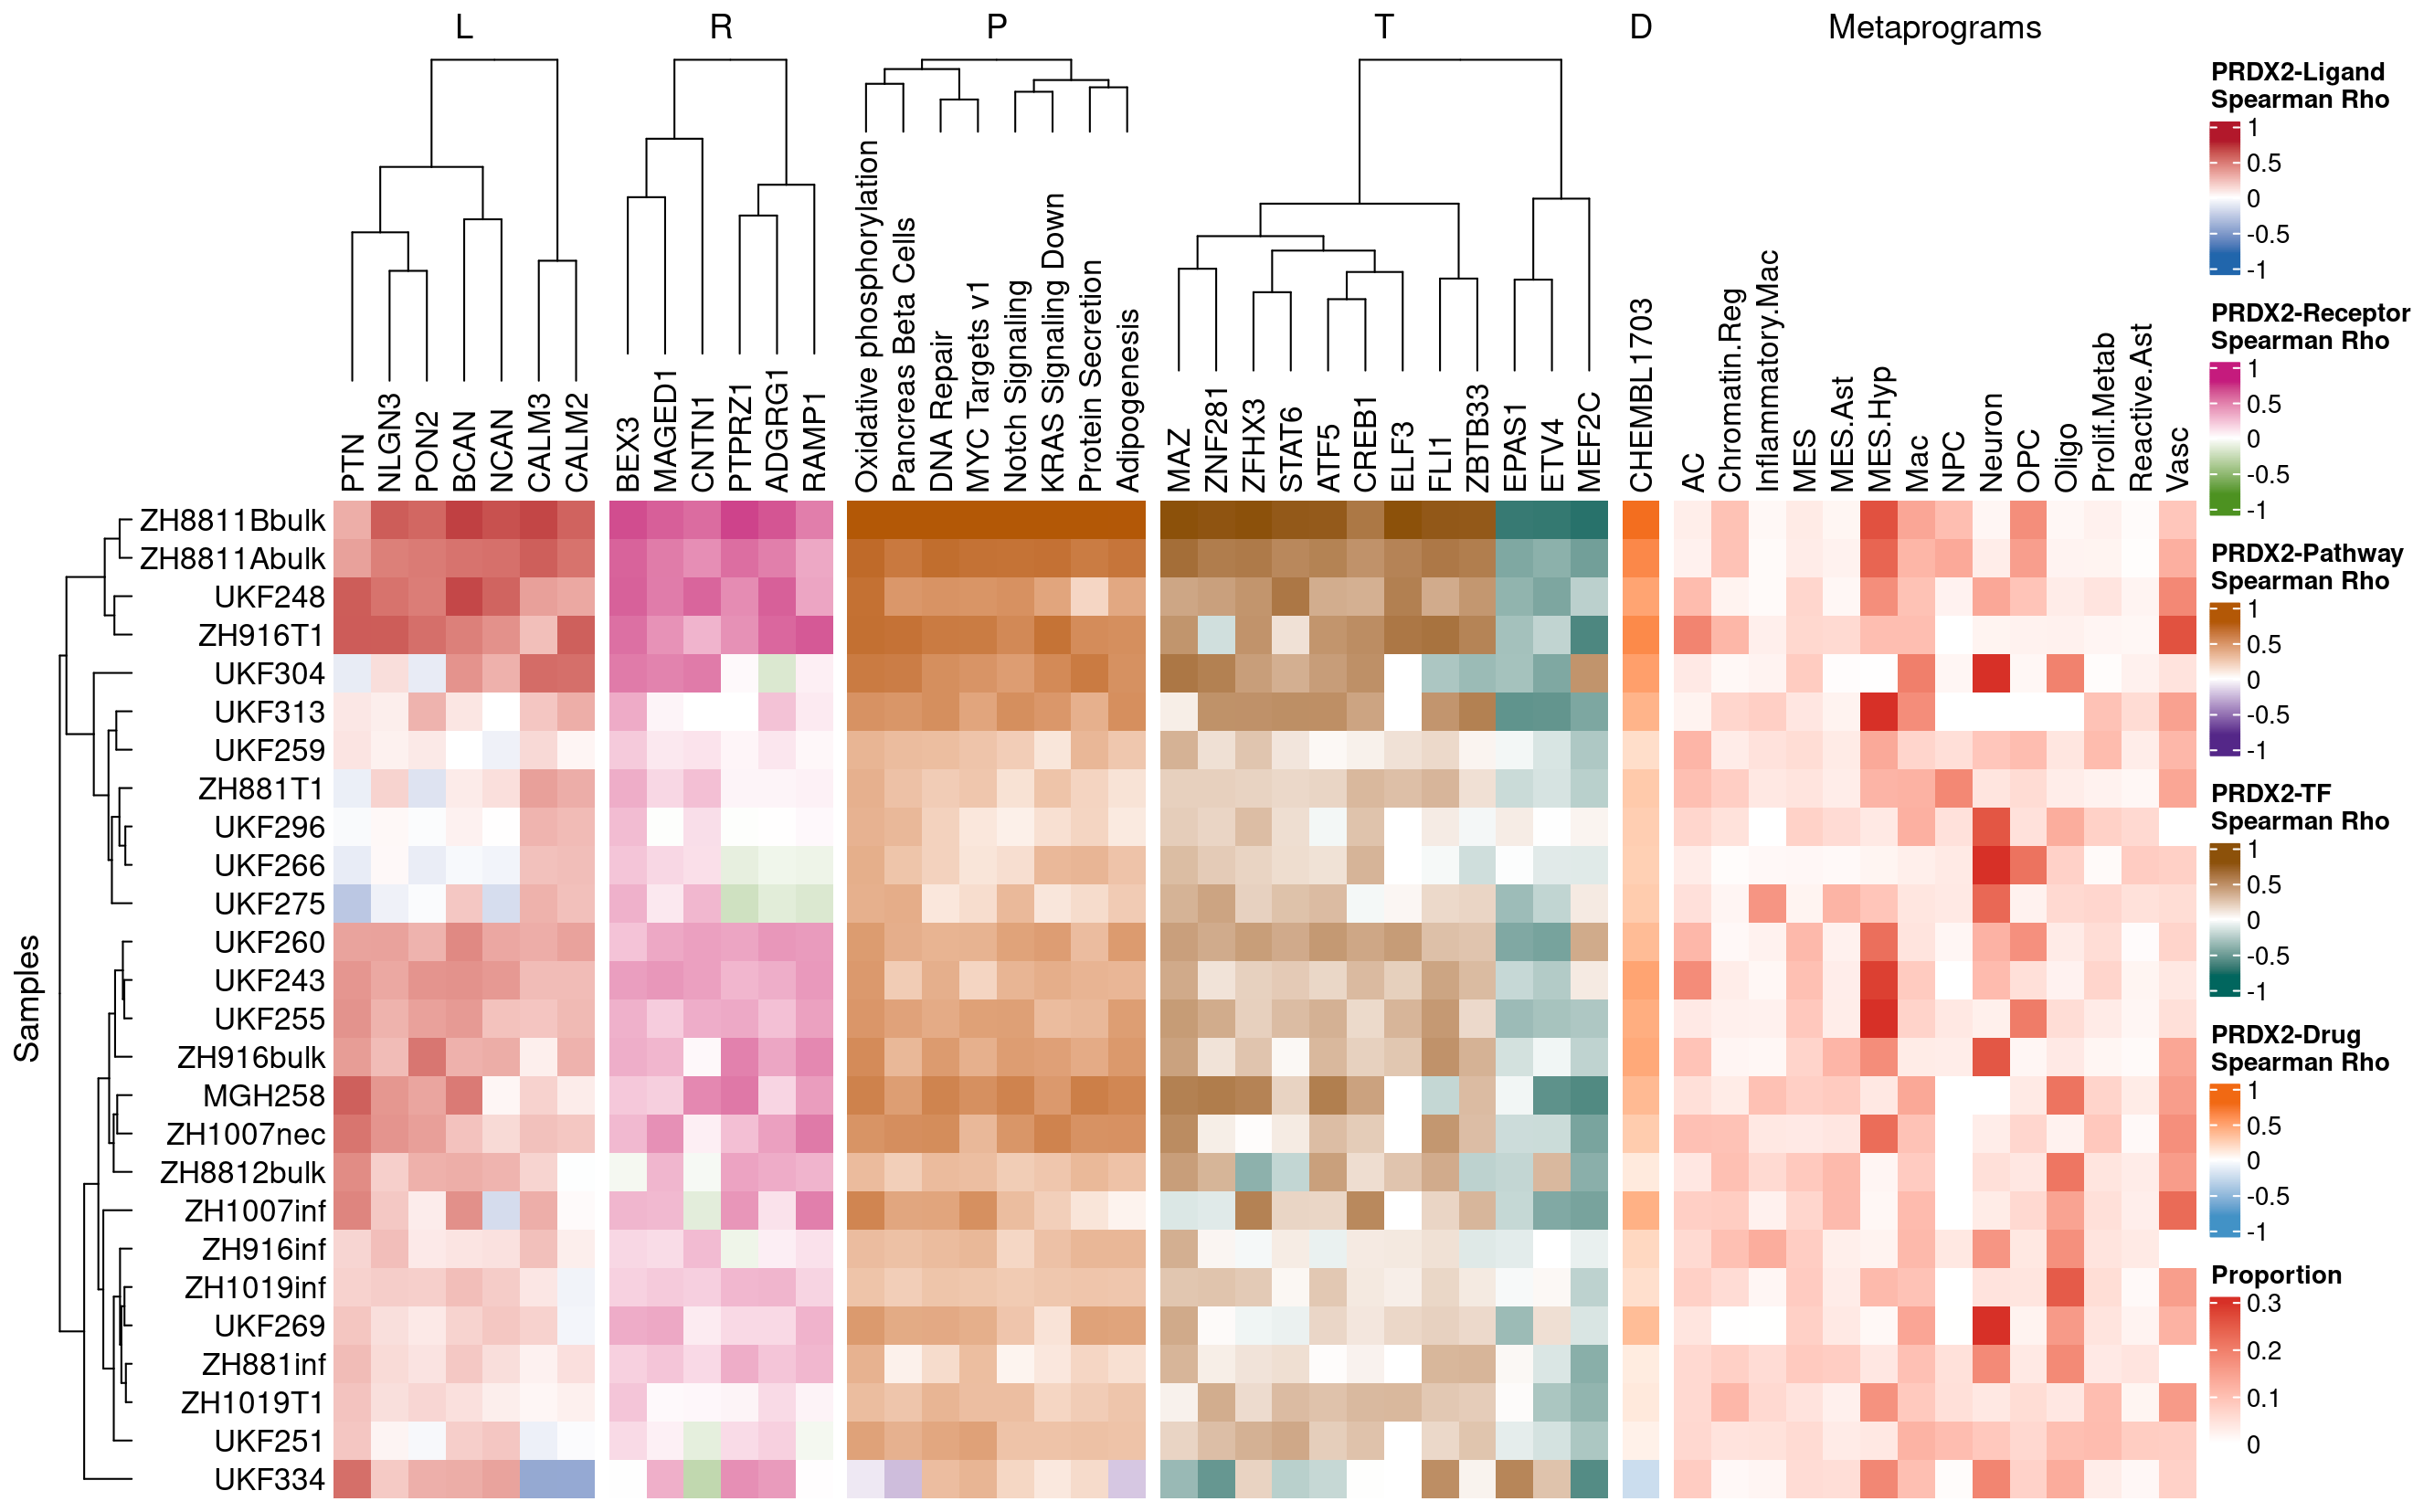 L R P T D Metaprograms
PTN
NLGN3
PON2
BCAN
NCAN
CALM3
CALM2
BEX3
MAGED1
CNTN1
PTPRZ1
ADGRG1
RAMP1
Oxidative phosphorylation
Pancreas Beta Cells
DNA Repair
MYC Targets v1
Notch Signaling
KRAS Signaling Down
Protein Secretion
Adipogenesis
MAZ
ZNF281
ZFHX3
STAT6
ATF5
CREB1
ELF3
FLI1
ZBTB33
EPAS1
ETV4
MEF2C
CHEMBL1703
AC
Chromatin.Reg
Inflammatory.Mac
MES
MES.Ast
MES.Hyp
Mac
NPC
Neuron
OPC
Oligo
Prolif.Metab
Reactive.Ast
Vasc
Samples
ZH8811Bbulk
ZH8811Abulk
UKF248
ZH916T1
UKF304
UKF313
UKF259
ZH881T1
UKF296
UKF266
UKF275
UKF260
UKF243
UKF255
ZH916bulk
MGH258
ZH1007nec
ZH8812bulk
ZH1007inf
ZH916inf
ZH1019inf
UKF269
ZH881inf
ZH1019T1
UKF251
UKF334
PRDX2-Ligand
Spearman Rho
1
0.5
0
-0.5
-1
PRDX2-Receptor
Spearman Rho
1
0.5
0
-0.5
-1
PRDX2-Pathway
Spearman Rho
1
0.5
0
-0.5
-1
PRDX2-TF
Spearman Rho
1
0.5
0
-0.5
-1
PRDX2-Drug
Spearman Rho
1
0.5
0
-0.5
-1
Proportion
0.3
0.2
0.1
0